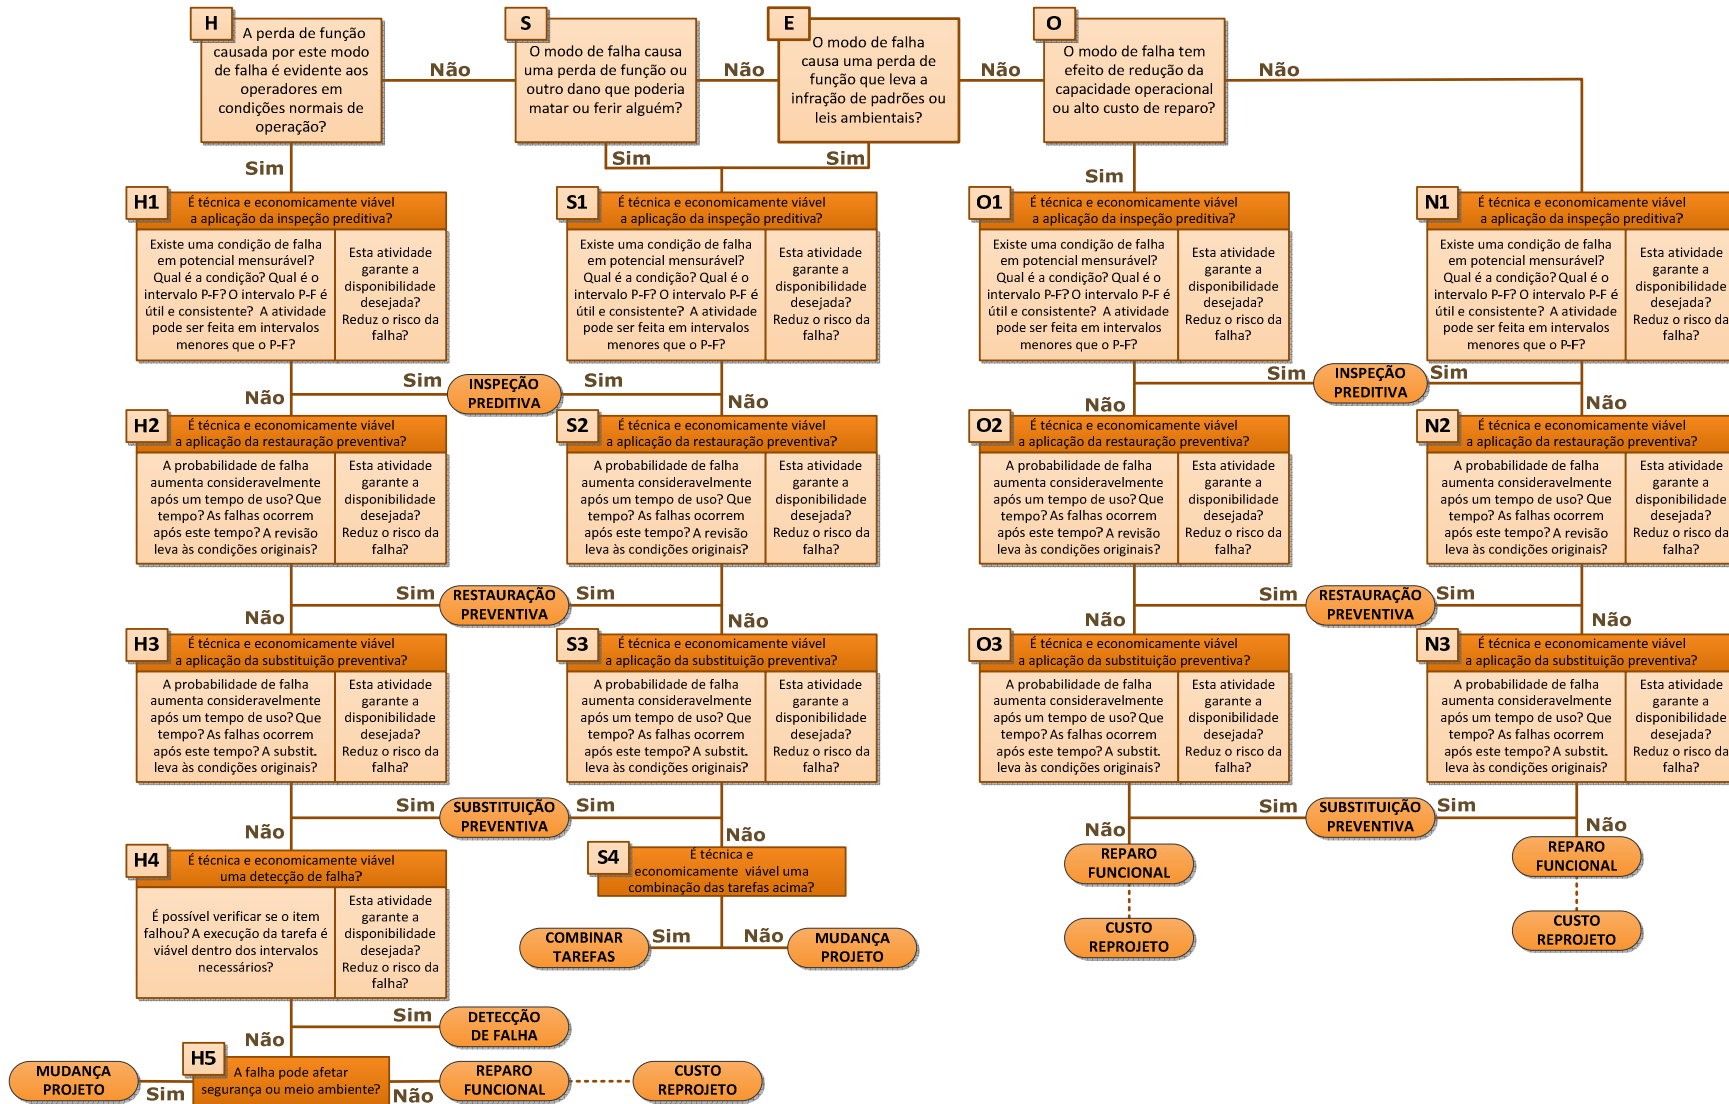 H
A perda de função
causada por este modo
de falha é evidente aos
operadores em
condições normais de
operação?
Não
S
O modo de falha causa
uma perda de função ou
outro dano que poderia
matar ou ferir alguém?
Não
E
O modo de falha
causa uma perda de
função que leva a
infração de padrões ou
leis ambientais?
Não
O
O modo de falha tem
efeito de redução da
capacidade operacional
ou alto custo de reparo?
Não
Sim
Sim
Sim
Sim
H1
É técnica e economicamente viável
a aplicação da inspeção preditiva?
Existe uma condição de falha
em potencial mensurável?
Qual é a condição? Qual é o
intervalo P-F? O intervalo P-F é
útil e consistente? A atividade
pode ser feita em intervalos
menores que o P-F?
Esta atividade
garante a
disponibilidade
desejada?
Reduz o risco da
falha?
S1
É técnica e economicamente viável
a aplicação da inspeção preditiva?
Existe uma condição de falha
em potencial mensurável?
Qual é a condição? Qual é o
intervalo P-F? O intervalo P-F é
útil e consistente? A atividade
pode ser feita em intervalos
menores que o P-F?
Esta atividade
garante a
disponibilidade
desejada?
Reduz o risco da
falha?
O1
É técnica e economicamente viável
a aplicação da inspeção preditiva?
Existe uma condição de falha
em potencial mensurável?
Qual é a condição? Qual é o
intervalo P-F? O intervalo P-F é
útil e consistente? A atividade
pode ser feita em intervalos
menores que o P-F?
Esta atividade
garante a
disponibilidade
desejada?
Reduz o risco da
falha?
N1
É técnica e economicamente viável
a aplicação da inspeção preditiva?
Existe uma condição de falha
em potencial mensurável?
Qual é a condição? Qual é o
intervalo P-F? O intervalo P-F é
útil e consistente? A atividade
pode ser feita em intervalos
menores que o P-F?
Esta atividade
garante a
disponibilidade
desejada?
Reduz o risco da
falha?
Não
Sim
INSPEÇÃO
PREDITIVA
Sim
Não
Não
Sim
INSPEÇÃO
PREDITIVA
Sim
Não
H2
É técnica e economicamente viável
a aplicação da restauração preventiva?
A probabilidade de falha
aumenta consideravelmente
após um tempo de uso? Que
tempo? As falhas ocorrem
após este tempo? A revisão
leva às condições originais?
Esta atividade
garante a
disponibilidade
desejada?
Reduz o risco da
falha?
S2
É técnica e economicamente viável
a aplicação da restauração preventiva?
A probabilidade de falha
aumenta consideravelmente
após um tempo de uso? Que
tempo? As falhas ocorrem
após este tempo? A revisão
leva às condições originais?
Esta atividade
garante a
disponibilidade
desejada?
Reduz o risco da
falha?
O2
É técnica e economicamente viável
a aplicação da restauração preventiva?
A probabilidade de falha
aumenta consideravelmente
após um tempo de uso? Que
tempo? As falhas ocorrem
após este tempo? A revisão
leva às condições originais?
Esta atividade
garante a
disponibilidade
desejada?
Reduz o risco da
falha?
N2
É técnica e economicamente viável
a aplicação da restauração preventiva?
A probabilidade de falha
aumenta consideravelmente
após um tempo de uso? Que
tempo? As falhas ocorrem
após este tempo? A revisão
leva às condições originais?
Esta atividade
garante a
disponibilidade
desejada?
Reduz o risco da
falha?
Não
Sim
RESTAURAÇÃO
PREVENTIVA
Sim
Não
Não
Sim
RESTAURAÇÃO
PREVENTIVA
Sim
Não
H3
É técnica e economicamente viável
a aplicação da substituição preventiva?
A probabilidade de falha
aumenta consideravelmente
após um tempo de uso? Que
tempo? As falhas ocorrem
após este tempo? A substit.
leva às condições originais?
Esta atividade
garante a
disponibilidade
desejada?
Reduz o risco da
falha?
S3
É técnica e economicamente viável
a aplicação da substituição preventiva?
A probabilidade de falha
aumenta consideravelmente
após um tempo de uso? Que
tempo? As falhas ocorrem
após este tempo? A substit.
leva às condições originais?
Esta atividade
garante a
disponibilidade
desejada?
Reduz o risco da
falha?
O3
É técnica e economicamente viável
a aplicação da substituição preventiva?
A probabilidade de falha
aumenta consideravelmente
após um tempo de uso? Que
tempo? As falhas ocorrem
após este tempo? A substit.
leva às condições originais?
Esta atividade
garante a
disponibilidade
desejada?
Reduz o risco da
falha?
N3
É técnica e economicamente viável
a aplicação da substituição preventiva?
A probabilidade de falha
aumenta consideravelmente
após um tempo de uso? Que
tempo? As falhas ocorrem
após este tempo? A substit.
leva às condições originais?
Esta atividade
garante a
disponibilidade
desejada?
Reduz o risco da
falha?
Não
Sim
SUBSTITUIÇÃO
PREVENTIVA
Sim
Não
Não
Sim
SUBSTITUIÇÃO
PREVENTIVA
Sim
Não
H4
É técnica e economicamente viável
uma detecção de falha?
É possível verificar se o item
falhou? A execução da tarefa é
viável dentro dos intervalos
necessários?
Esta atividade
garante a
disponibilidade
desejada?
Reduz o risco da
falha?
S4
É técnica e
economicamente viável uma
combinação das tarefas acima?
COMBINAR
TAREFAS
Sim
Não
MUDANÇA
PROJETO
REPARO
FUNCIONAL
CUSTO
REPROJETO
REPARO
FUNCIONAL
CUSTO
REPROJETO
Sim
DETECÇÃO
DE FALHA
Não
H5
A falha pode afetar
segurança ou meio ambiente?
MUDANÇA
PROJETO
Sim
Não
REPARO
FUNCIONAL
CUSTO
REPROJETO